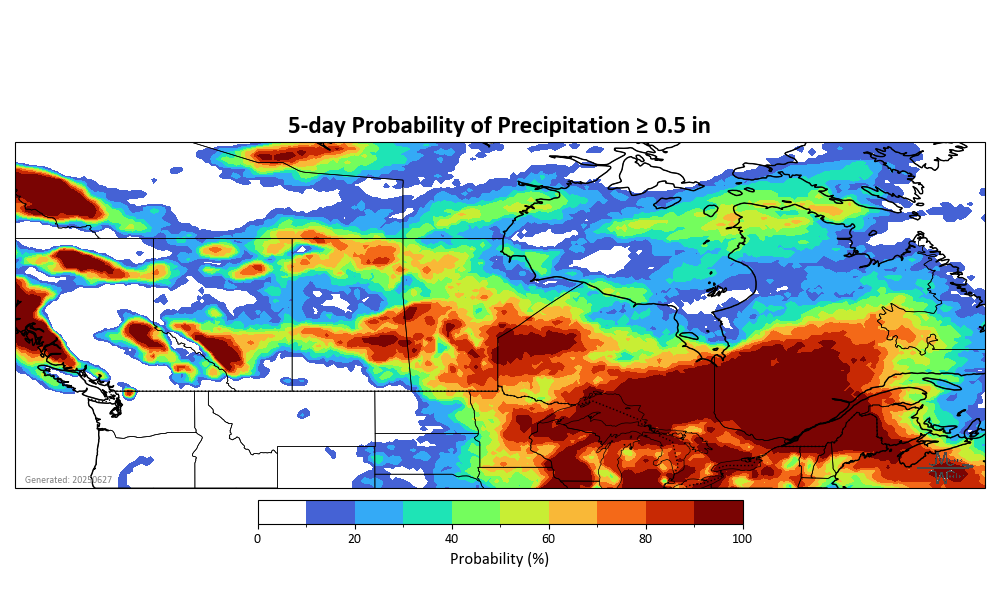 5-day Probability of Precipitation ≥ 0.5 in
Generated: 20250627
0 20 40 60 80 100
Probability (%)